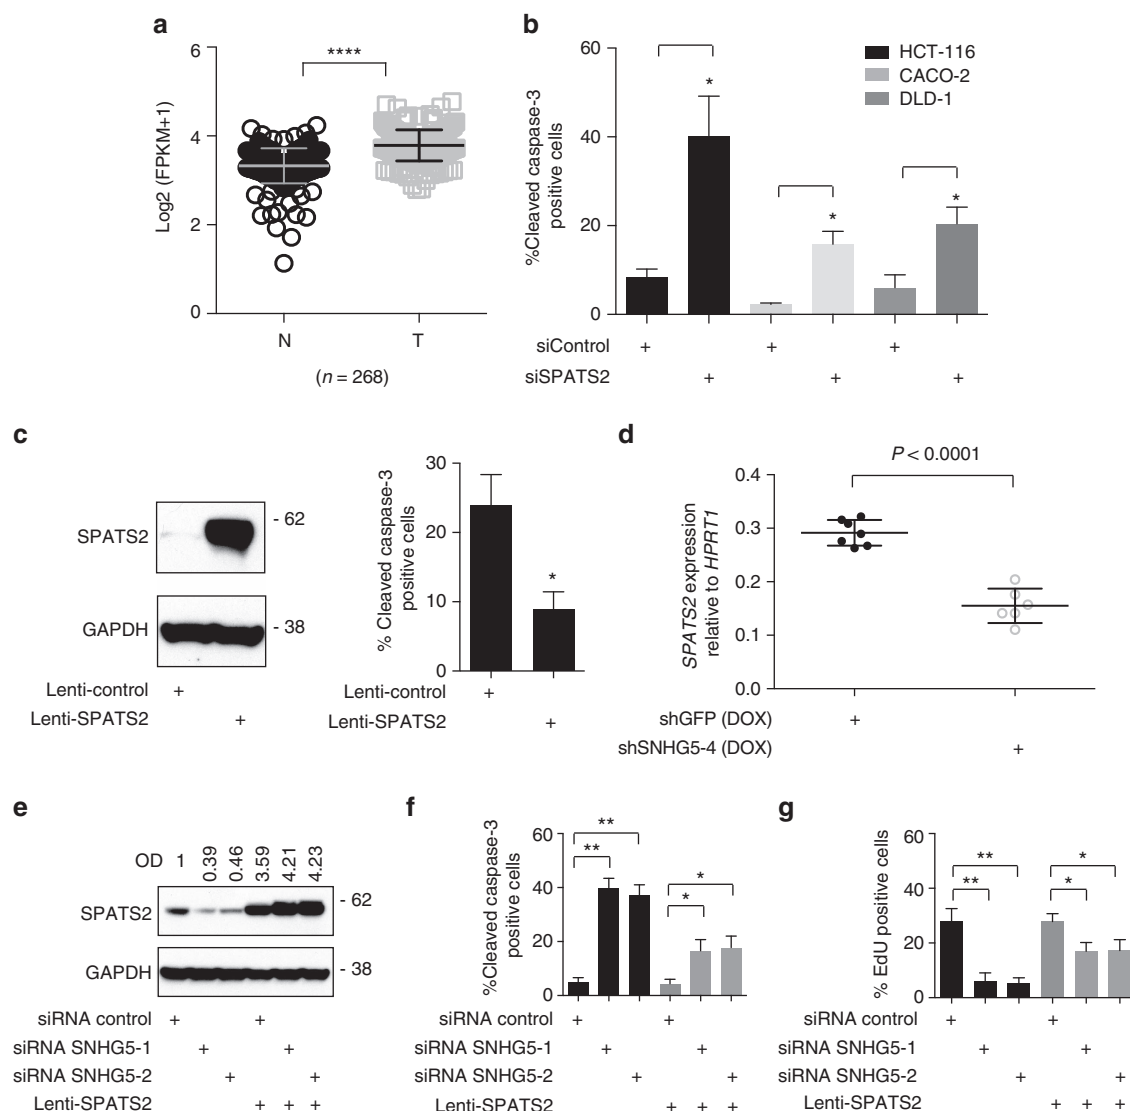 a
6
4
2
0
Log2 (FPKM+1)
****
N T
(n = 268)
b
60
40
20
0
%Cleaved caspase-3
positive cells
* * *
HCT-116
CACO-2
DLD-1
siControl + + +
siSPATS2 + + +
c
SPATS2 - 62
GAPDH - 38
Lenti-control +
Lenti-SPATS2 +
30
20
10
0
% Cleaved caspase-3
positive cells
*
Lenti-control +
Lenti-SPATS2 +
d
P < 0.0001
0.4
0.3
0.2
0.1
0.0
SPATS2 expression
relative to HPRT1
shGFP (DOX) +
shSNHG5-4 (DOX) +
e
OD 1 0.39 0.46 3.59 4.21 4.23
SPATS2 - 62
GAPDH - 38
siRNA control + +
siRNA SNHG5-1 + +
siRNA SNHG5-2 + +
Lenti-SPATS2 + + +
f
60
40
20
0
%Cleaved caspase-3
positive cells
**
**
*
*
siRNA control + +
siRNA SNHG5-1 + +
siRNA SNHG5-2 + +
Lenti-SPATS2 + + +
g
60
40
20
0
% EdU positive cells
**
**
*
*
siRNA control + +
siRNA SNHG5-1 + +
siRNA SNHG5-2 + +
Lenti-SPATS2 + + +